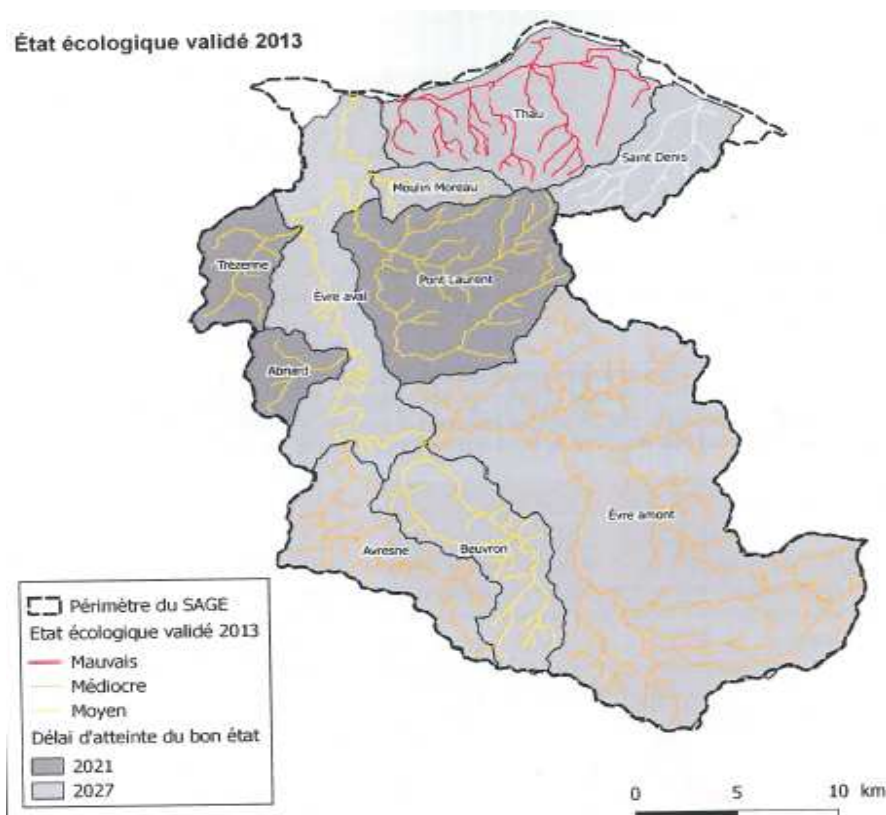 État écologique validé 2013
Thau
Saint Denis
Moulin Moreau
Trézenne
Pont Laurent
Èvre aval
Abriard
Èvre amont
Avresne
Beuvron
Périmètre du SAGE
Etat écologique validé 2013
Mauvais
Médiocre
Moyen
Délai d'atteinte du bon état
2021
2027
0 5 10 km